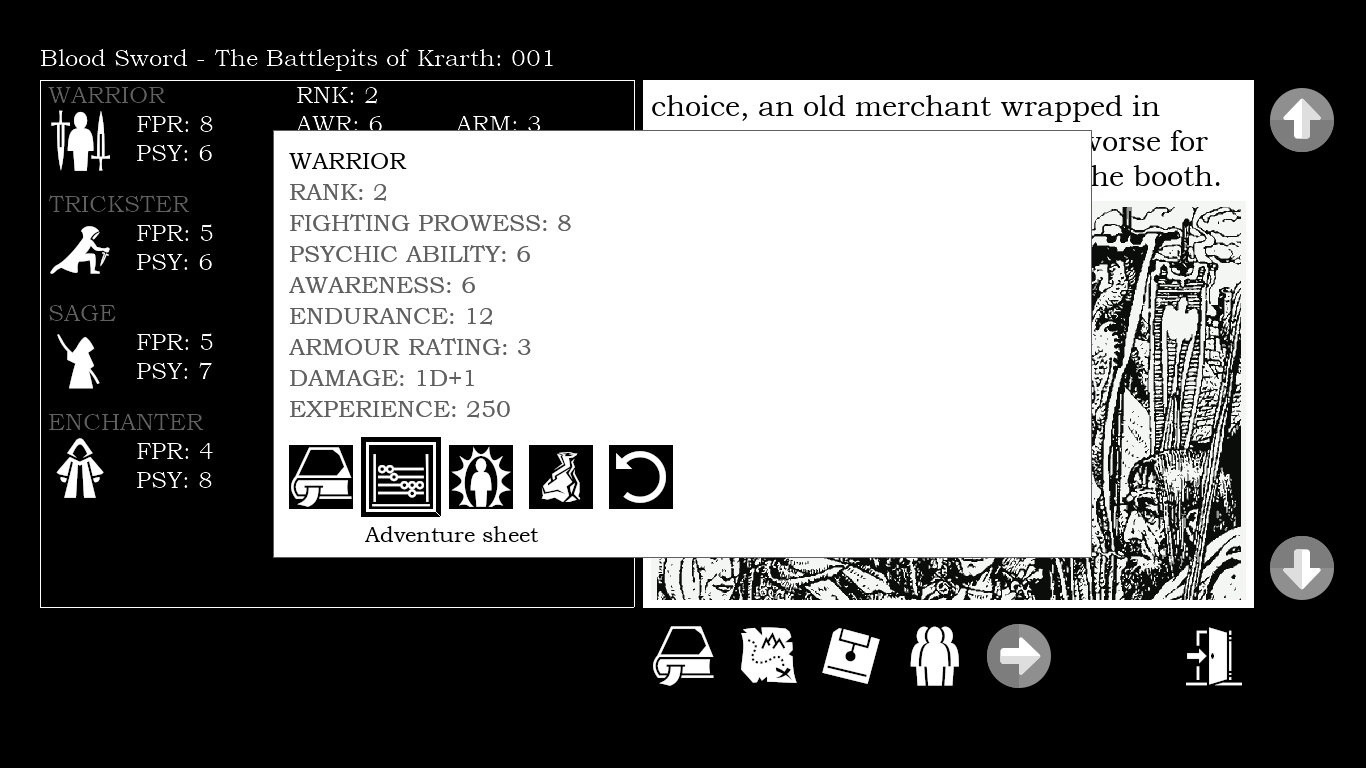 Blood Sword - The Battlepits of Krarth: 001
WARRIOR
RNK: 2
FPR: 8
AWR: 6
ARM: 3
PSY: 6
TRICKSTER
FPR: 5
PSY: 6
SAGE
FPR: 5
PSY: 7
ENCHANTER
FPR: 4
PSY: 8
WARRIOR
RANK: 2
FIGHTING PROWESS: 8
PSYCHIC ABILITY: 6
AWARENESS: 6
ENDURANCE: 12
ARMOUR RATING: 3
DAMAGE: 1D+1
EXPERIENCE: 250
Adventure sheet
choice, an old merchant wrapped in
worse for
he booth.